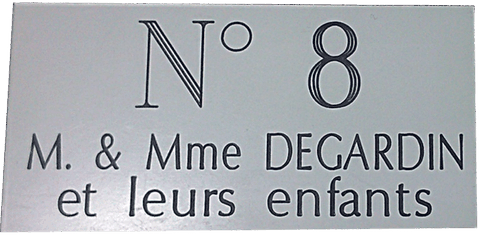 N° 8
M. & Mme DEGARDIN
et leurs enfants